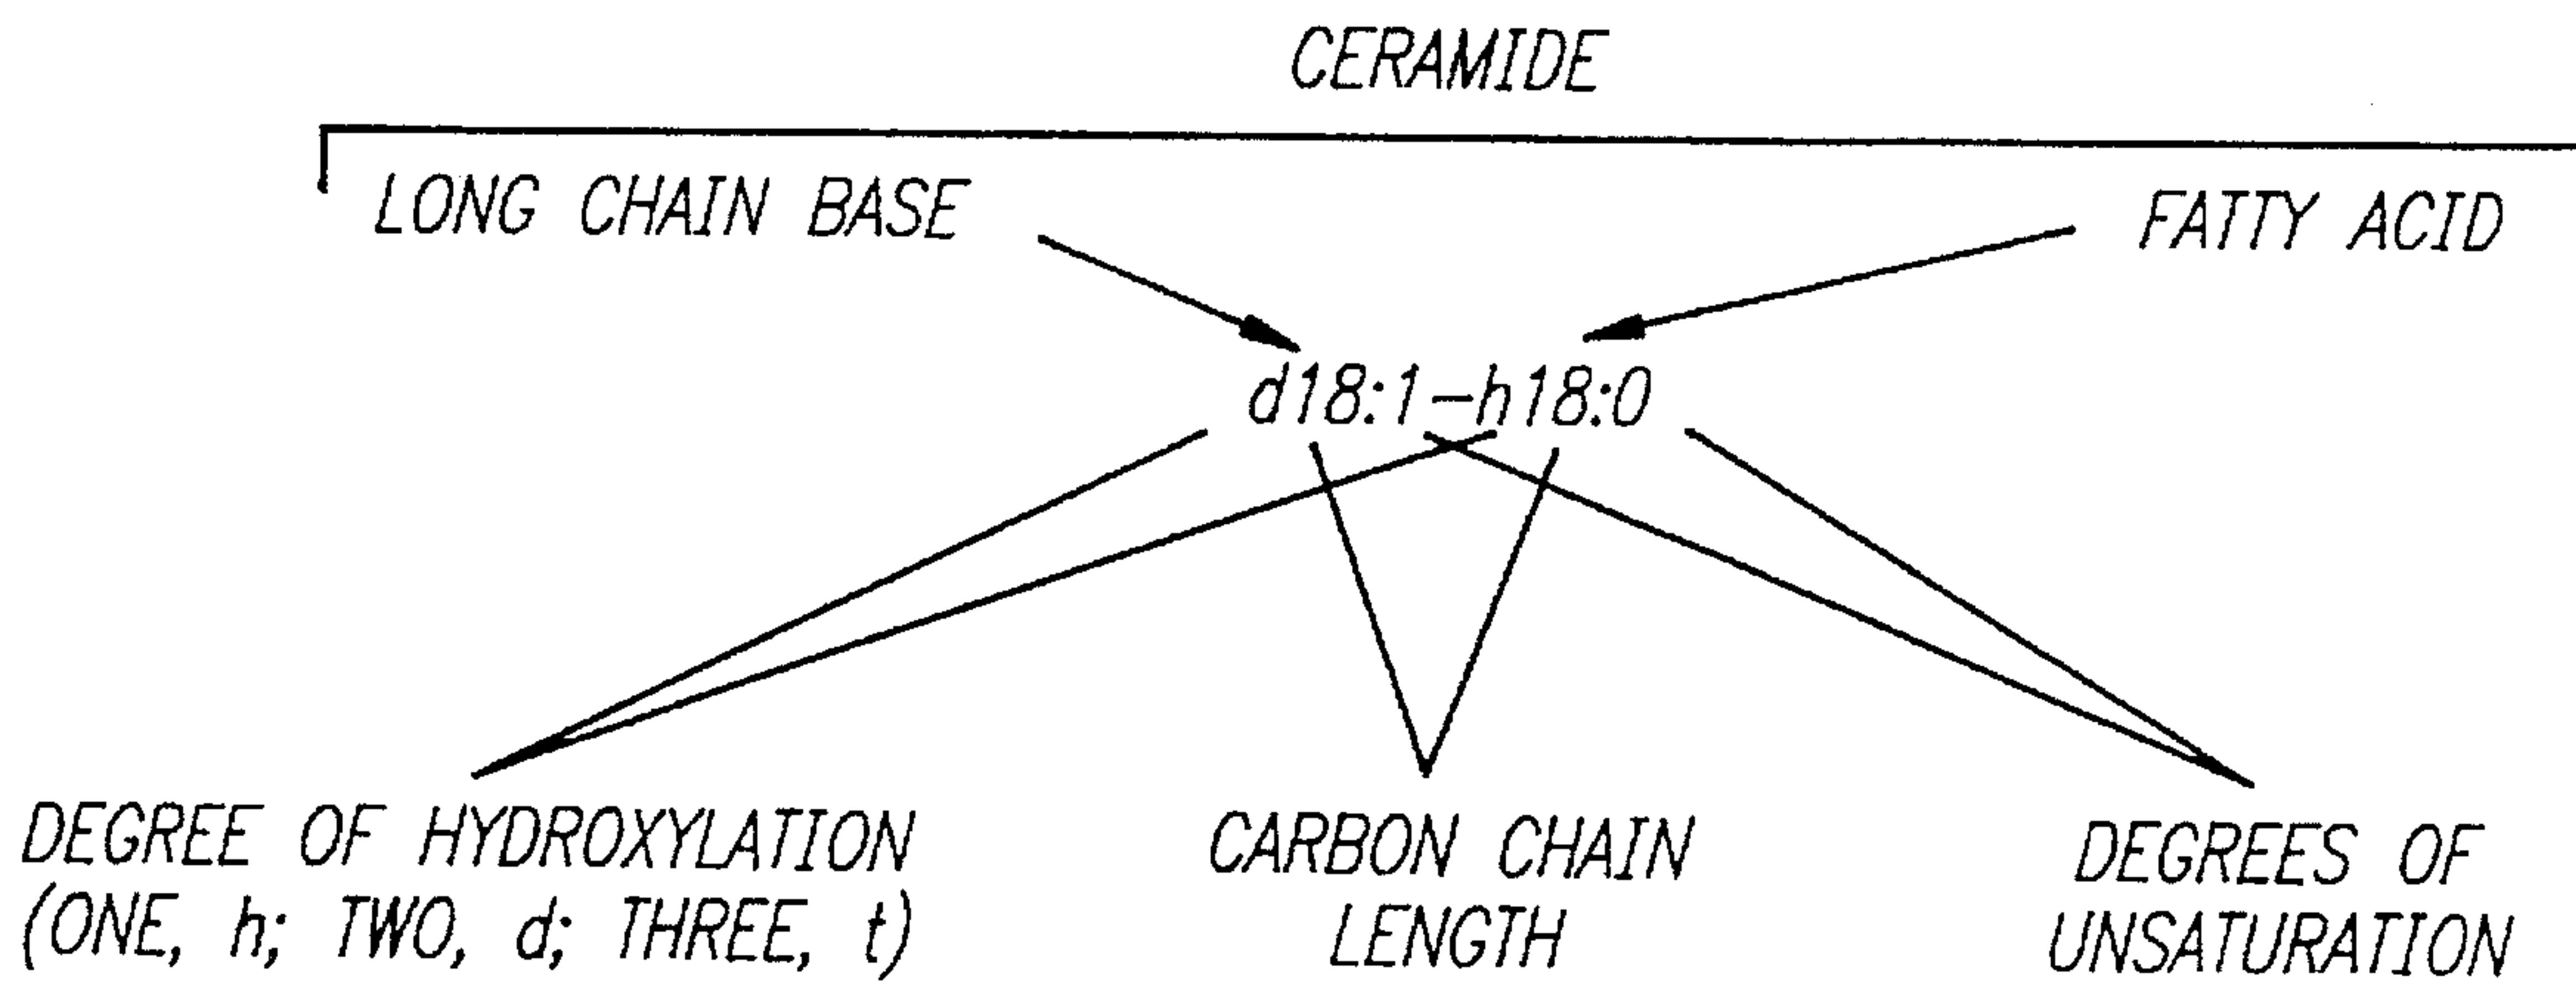 CERAMIDE
LONG CHAIN BASE
FATTY ACID
d18:1-h18:0
DEGREE OF HYDROXYLATION
(ONE, h; TWO, d; THREE, t)
CARBON CHAIN
LENGTH
DEGREES OF
UNSATURATION